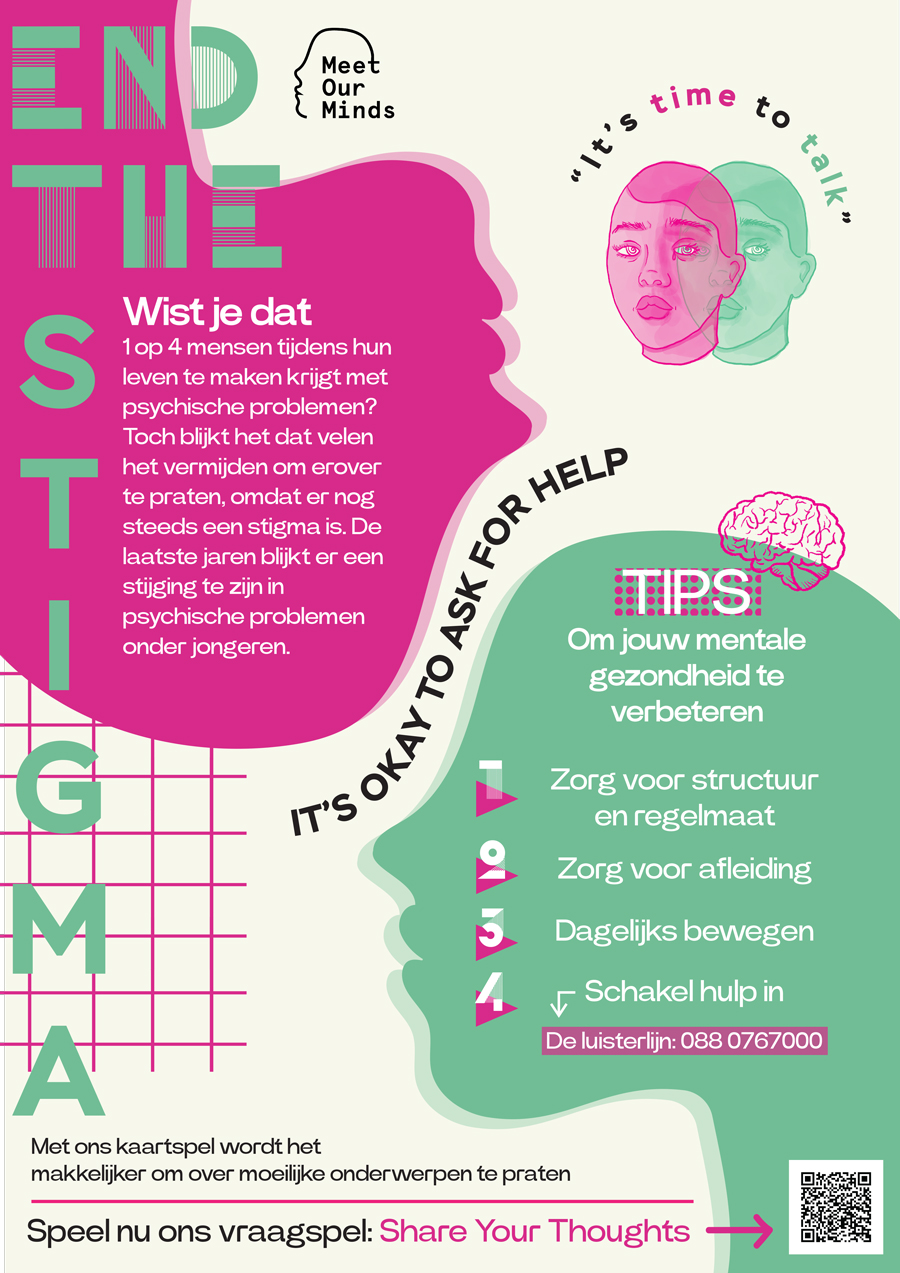 END
THE
STIGMA
Meet
Our
Minds
“It’s time to talk”
Wist je dat
1 op 4 mensen tijdens hun
leven te maken krijgt met
psychische problemen?
Toch blijkt het dat velen
het vermijden om erover
te praten, omdat er nog
steeds een stigma is. De
laatste jaren blijkt er een
stijging te zijn in
psychische problemen
onder jongeren.
IT’S OKAY TO ASK FOR HELP
TIPS
Om jouw mentale
gezondheid te
verbeteren
1 Zorg voor structuur
en regelmaat
2 Zorg voor afleiding
3 Dagelijks bewegen
4 Schakel hulp in
De luisterlijn: 088 0767000
Met ons kaartspel wordt het
makkelijker om over moeilijke onderwerpen te praten
Speel nu ons vraagspel: Share Your Thoughts